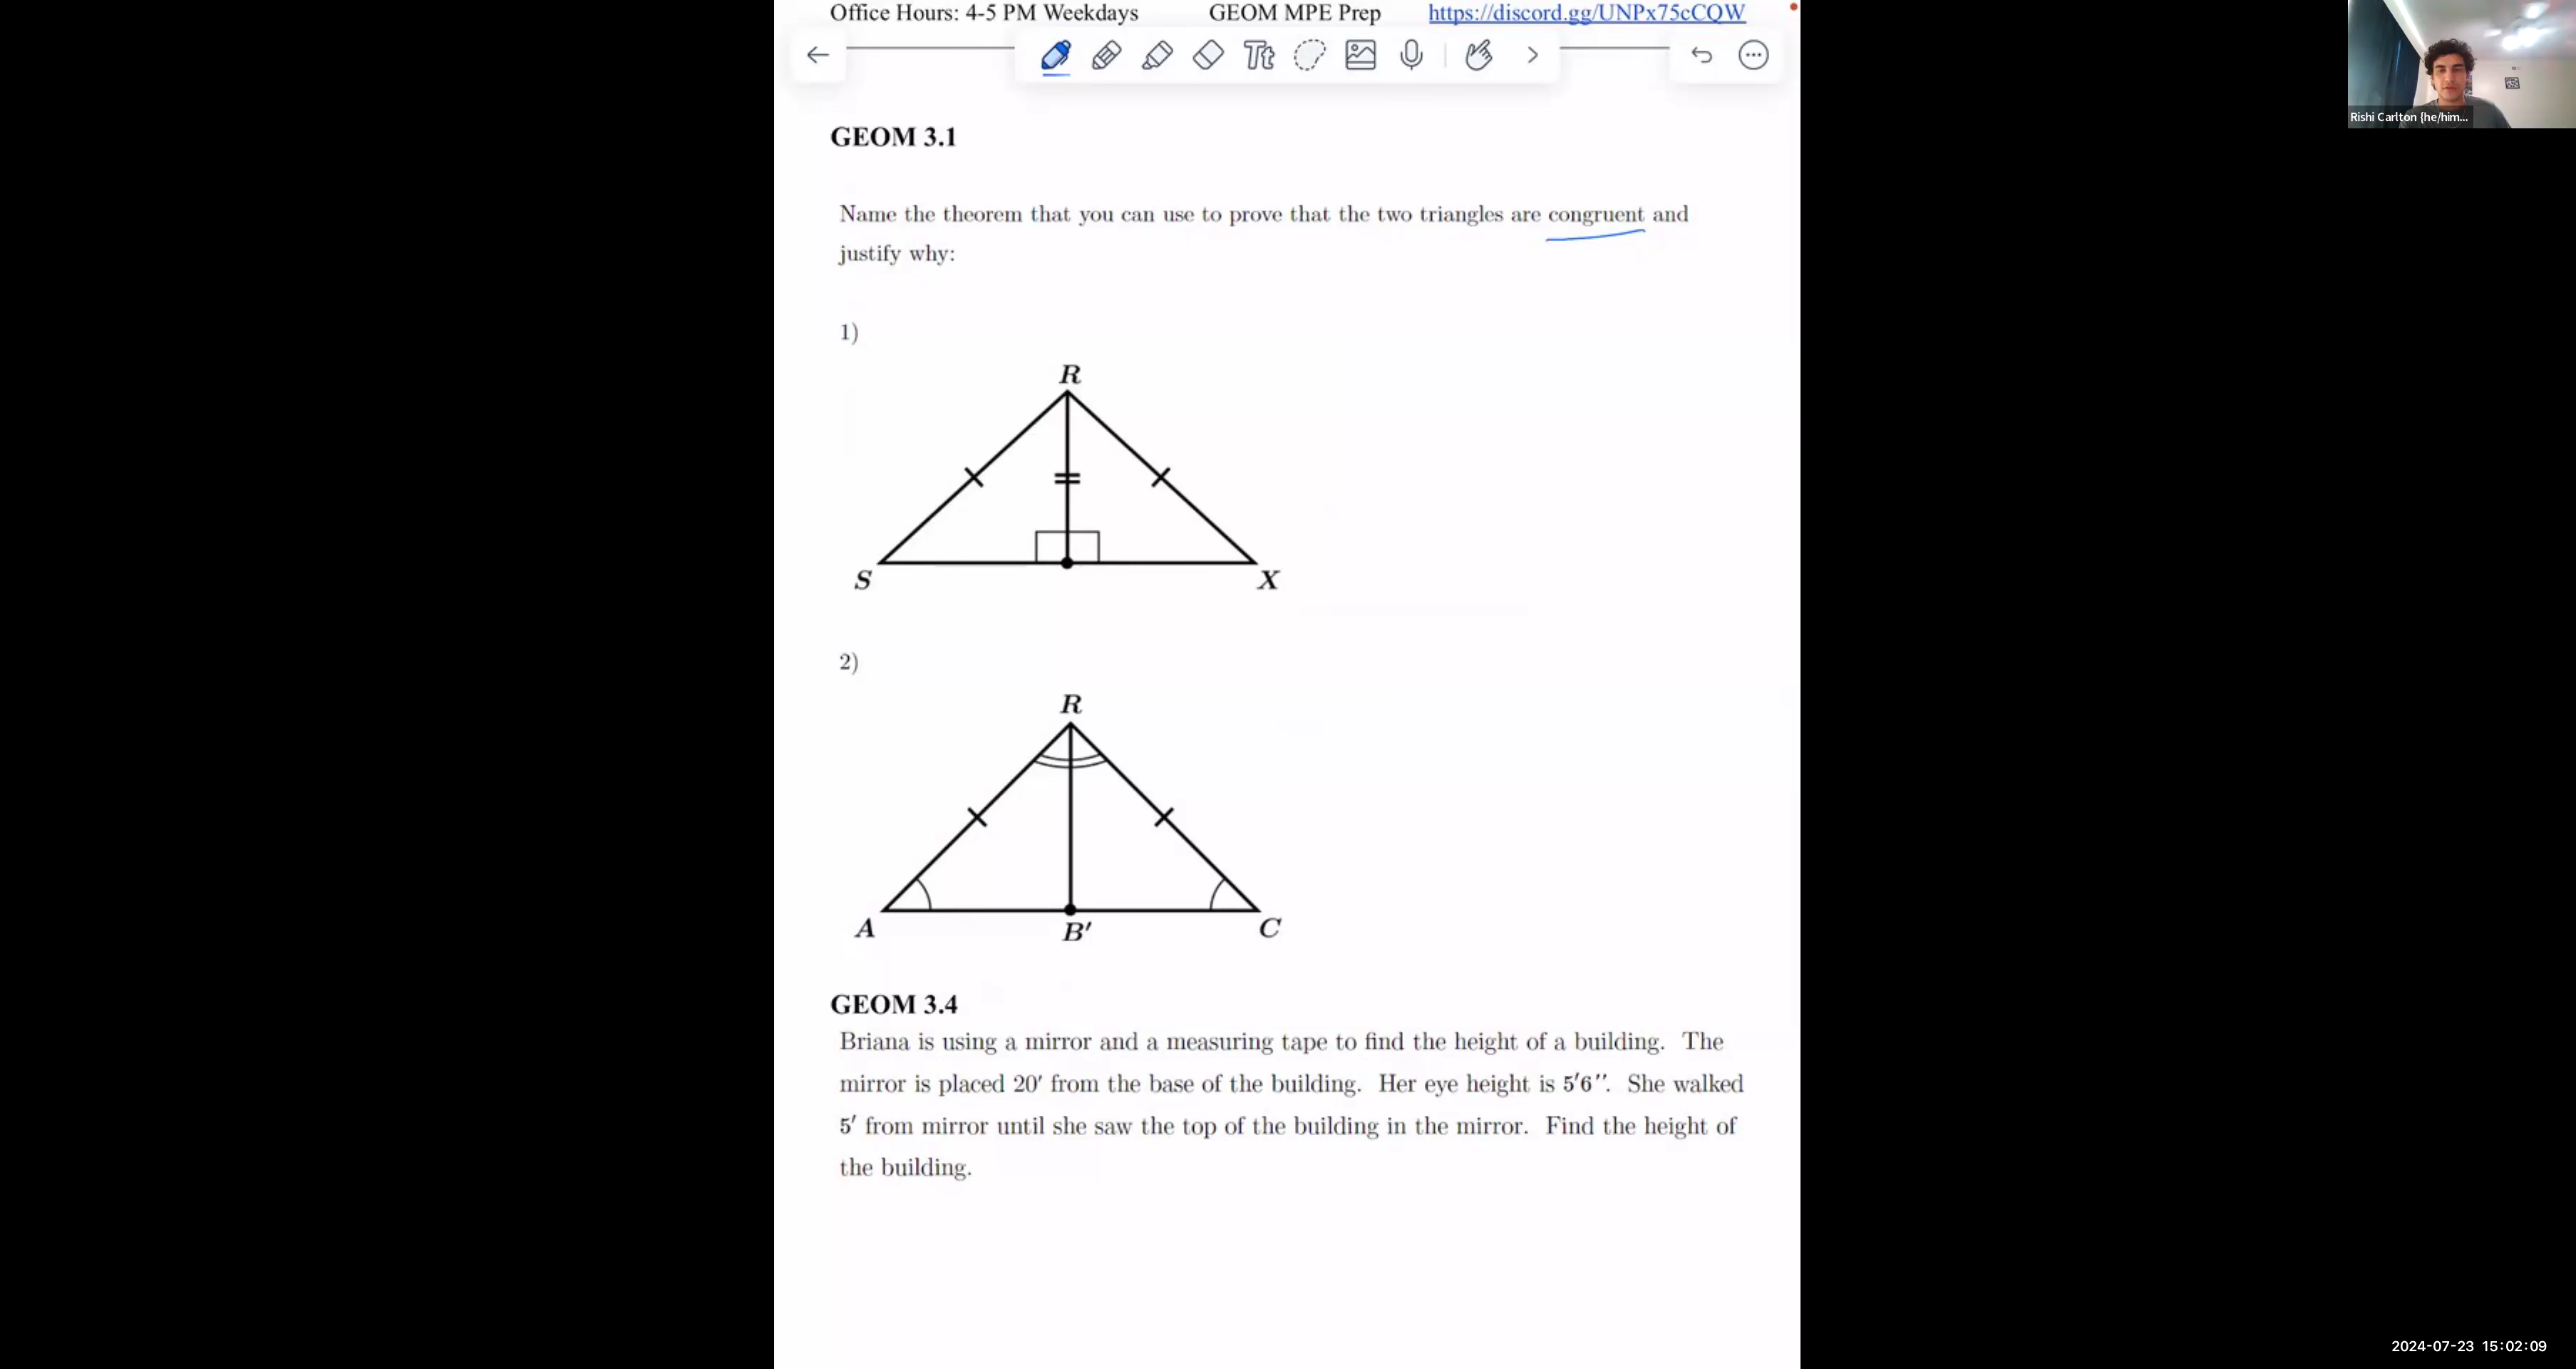 Office Hours: 4-5 PM Weekdays GEOM MPE Prep https://discord.gg/UNPx75cCQW
Tt
Rishi Carlton {he/him...
GEOM 3.1
Name the theorem that you can use to prove that the two triangles are congruent and
justify why:
1)
R
S X
2)
R
A B′ C
GEOM 3.4
Briana is using a mirror and a measuring tape to find the height of a building. The
mirror is placed 20′ from the base of the building. Her eye height is 5′6′′. She walked
5′ from mirror until she saw the top of the building in the mirror. Find the height of
the building.
2024-07-23 15:02:09